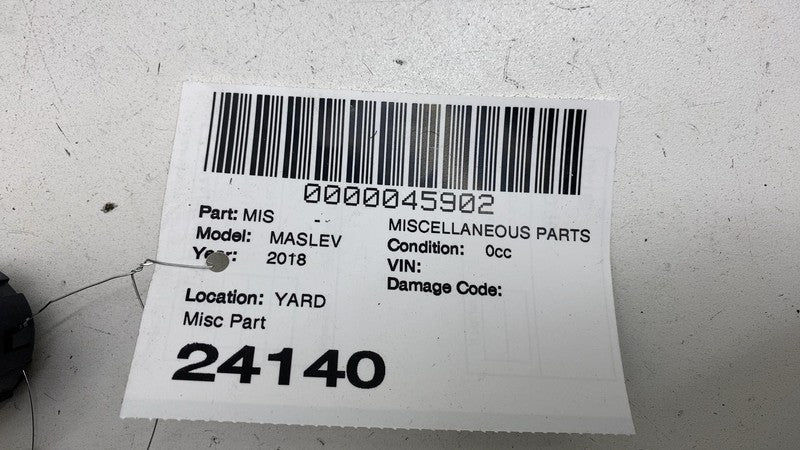 0000045902
Part: MIS -- MISCELLANEOUS PARTS
Model: MASLEV Condition: 0cc
Year: 2018 VIN:
Damage Code:
Location: YARD
Misc Part
24140